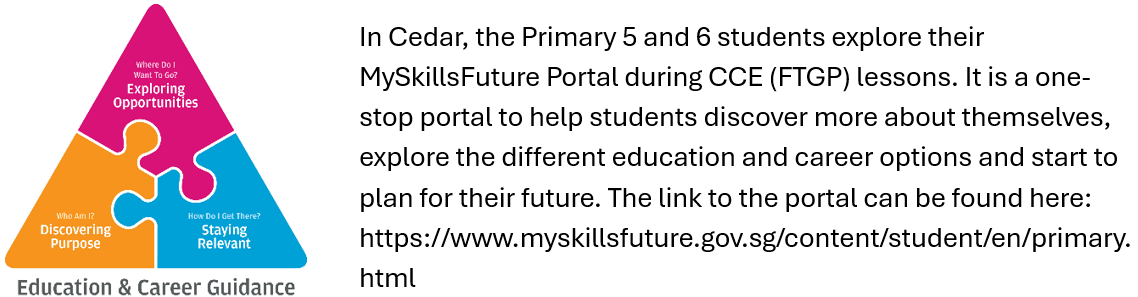 Where Do I
Want To Go?
Exploring
Opportunities
Who Am I?
Discovering
Purpose
How Do I Get There?
Staying
Relevant
Education & Career Guidance
In Cedar, the Primary 5 and 6 students explore their
MySkillsFuture Portal during CCE (FTGP) lessons. It is a one-
stop portal to help students discover more about themselves,
explore the different education and career options and start to
plan for their future. The link to the portal can be found here:
https://www.myskillsfuture.gov.sg/content/student/en/primary.
html